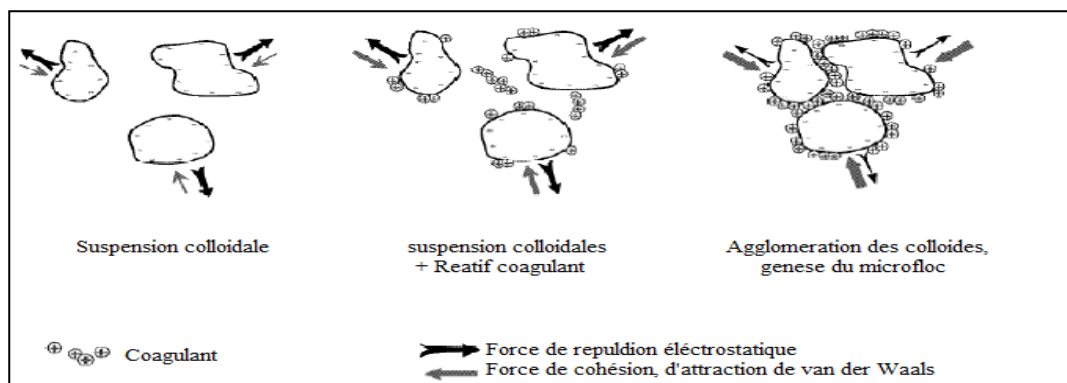 Suspension colloidale
suspension colloidales
+ Reatif coagulant
Agglomeration des colloides,
genese du microfloc
Coagulant
Force de repuldion éléctrostatique
Force de cohésion, d'attraction de van der Waals